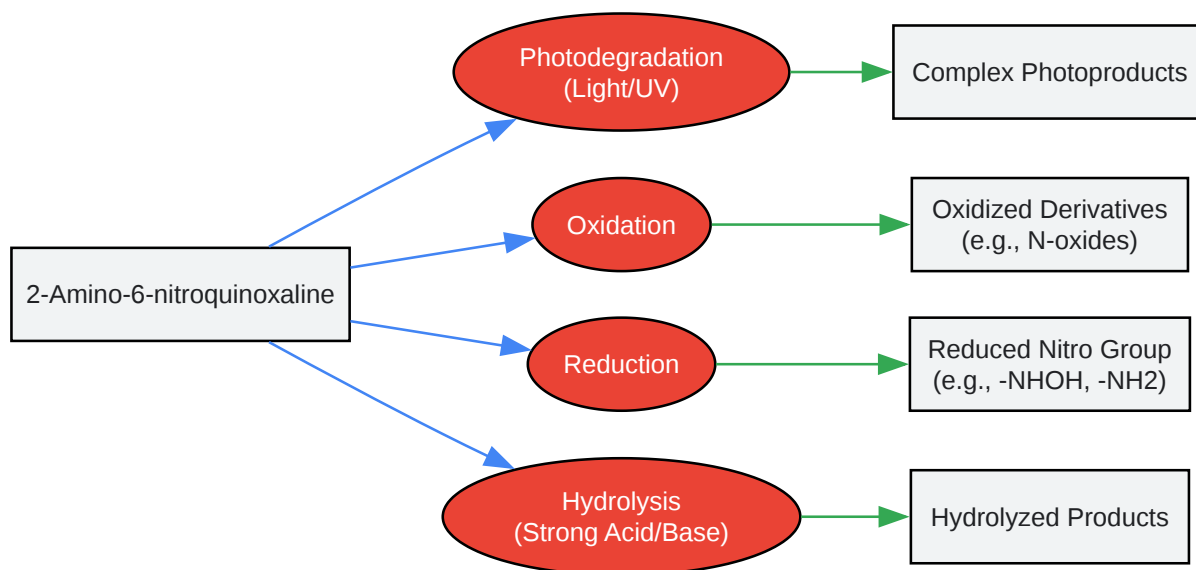 Photodegradation
(Light/UV)
Complex Photoproducts
Oxidation
Oxidized Derivatives
(e.g., N-oxides)
2-Amino-6-nitroquinoxaline
Reduction
Reduced Nitro Group
(e.g., -NHOH, -NH2)
Hydrolysis
(Strong Acid/Base)
Hydrolyzed Products